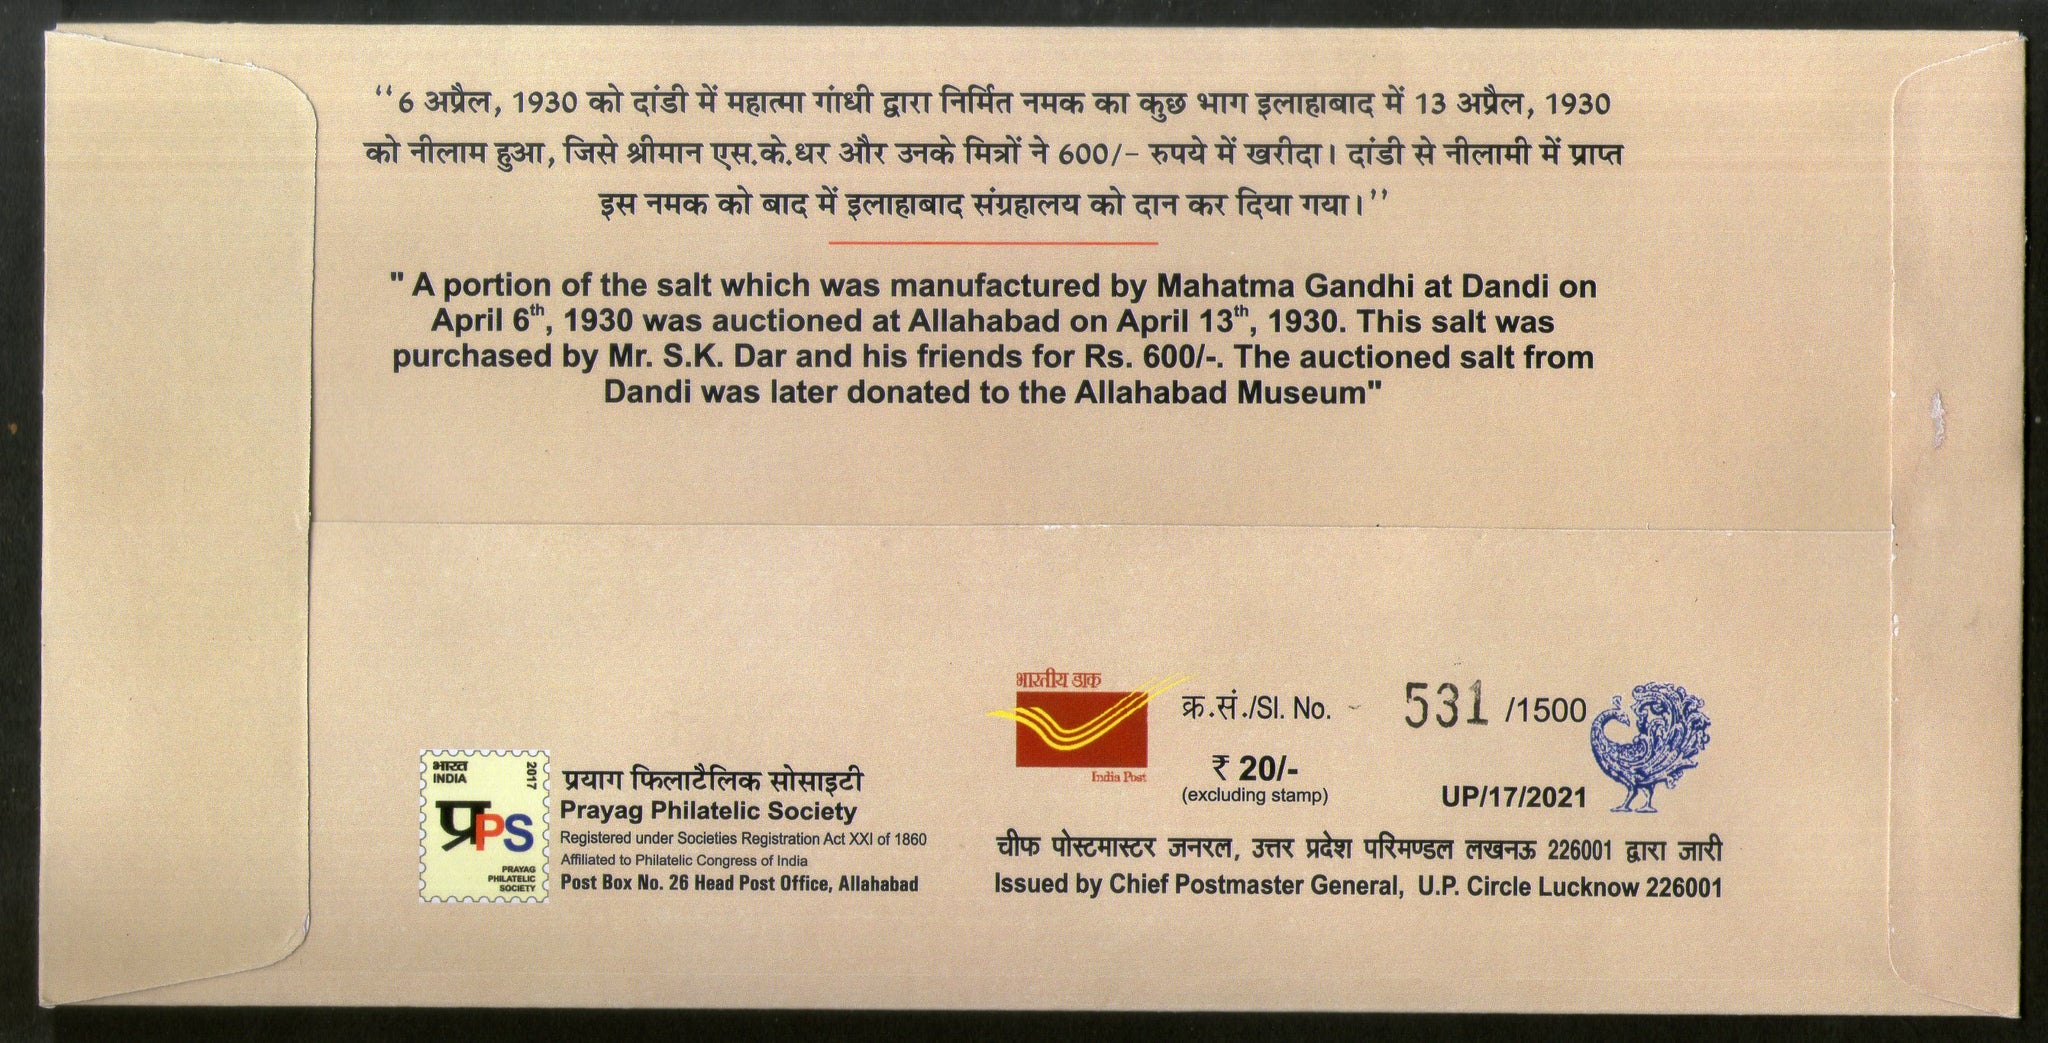 ‘‘6 अप्रैल, 1930 को दांडी में महात्मा गांधी द्वारा निर्मित नमक का कुछ भाग इलाहाबाद में 13 अप्रैल, 1930
को नीलाम हुआ, जिसे श्रीमान एस.के.धर और उनके मित्रों ने 600/– रुपये में खरीदा। दांडी से नीलामी में प्राप्त
इस नमक को बाद में इलाहाबाद संग्रहालय को दान कर दिया गया।’’
" A portion of the salt which was manufactured by Mahatma Gandhi at Dandi on
April 6th, 1930 was auctioned at Allahabad on April 13th, 1930. This salt was
purchased by Mr. S.K. Dar and his friends for Rs. 600/-. The auctioned salt from
Dandi was later donated to the Allahabad Museum"
भारत
INDIA
2017
प्रPS
PRAYAG
PHILATELIC
SOCIETY
प्रयाग फिलाटैलिक सोसाइटी
Prayag Philatelic Society
Registered under Societies Registration Act XXI of 1860
Affiliated to Philatelic Congress of India
Post Box No. 26 Head Post Office, Allahabad
भारतीय डाक
India Post
क्र.सं./Sl. No. - 531 /1500
₹ 20/-
(excluding stamp)
UP/17/2021
चीफ पोस्टमास्टर जनरल, उत्तर प्रदेश परिमण्डल लखनऊ 226001 द्वारा जारी
Issued by Chief Postmaster General, U.P. Circle Lucknow 226001